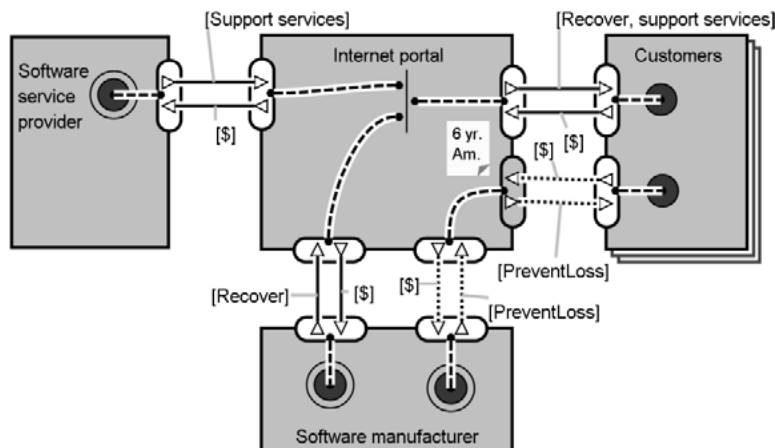 [Support services]
[Recover, support services]
Software
service
provider
Internet portal
Customers
[$]
[$]
6 yr.
Am.
[$]
[PreventLoss]
[Recover]
[$]
[$]
[PreventLoss]
Software manufacturer